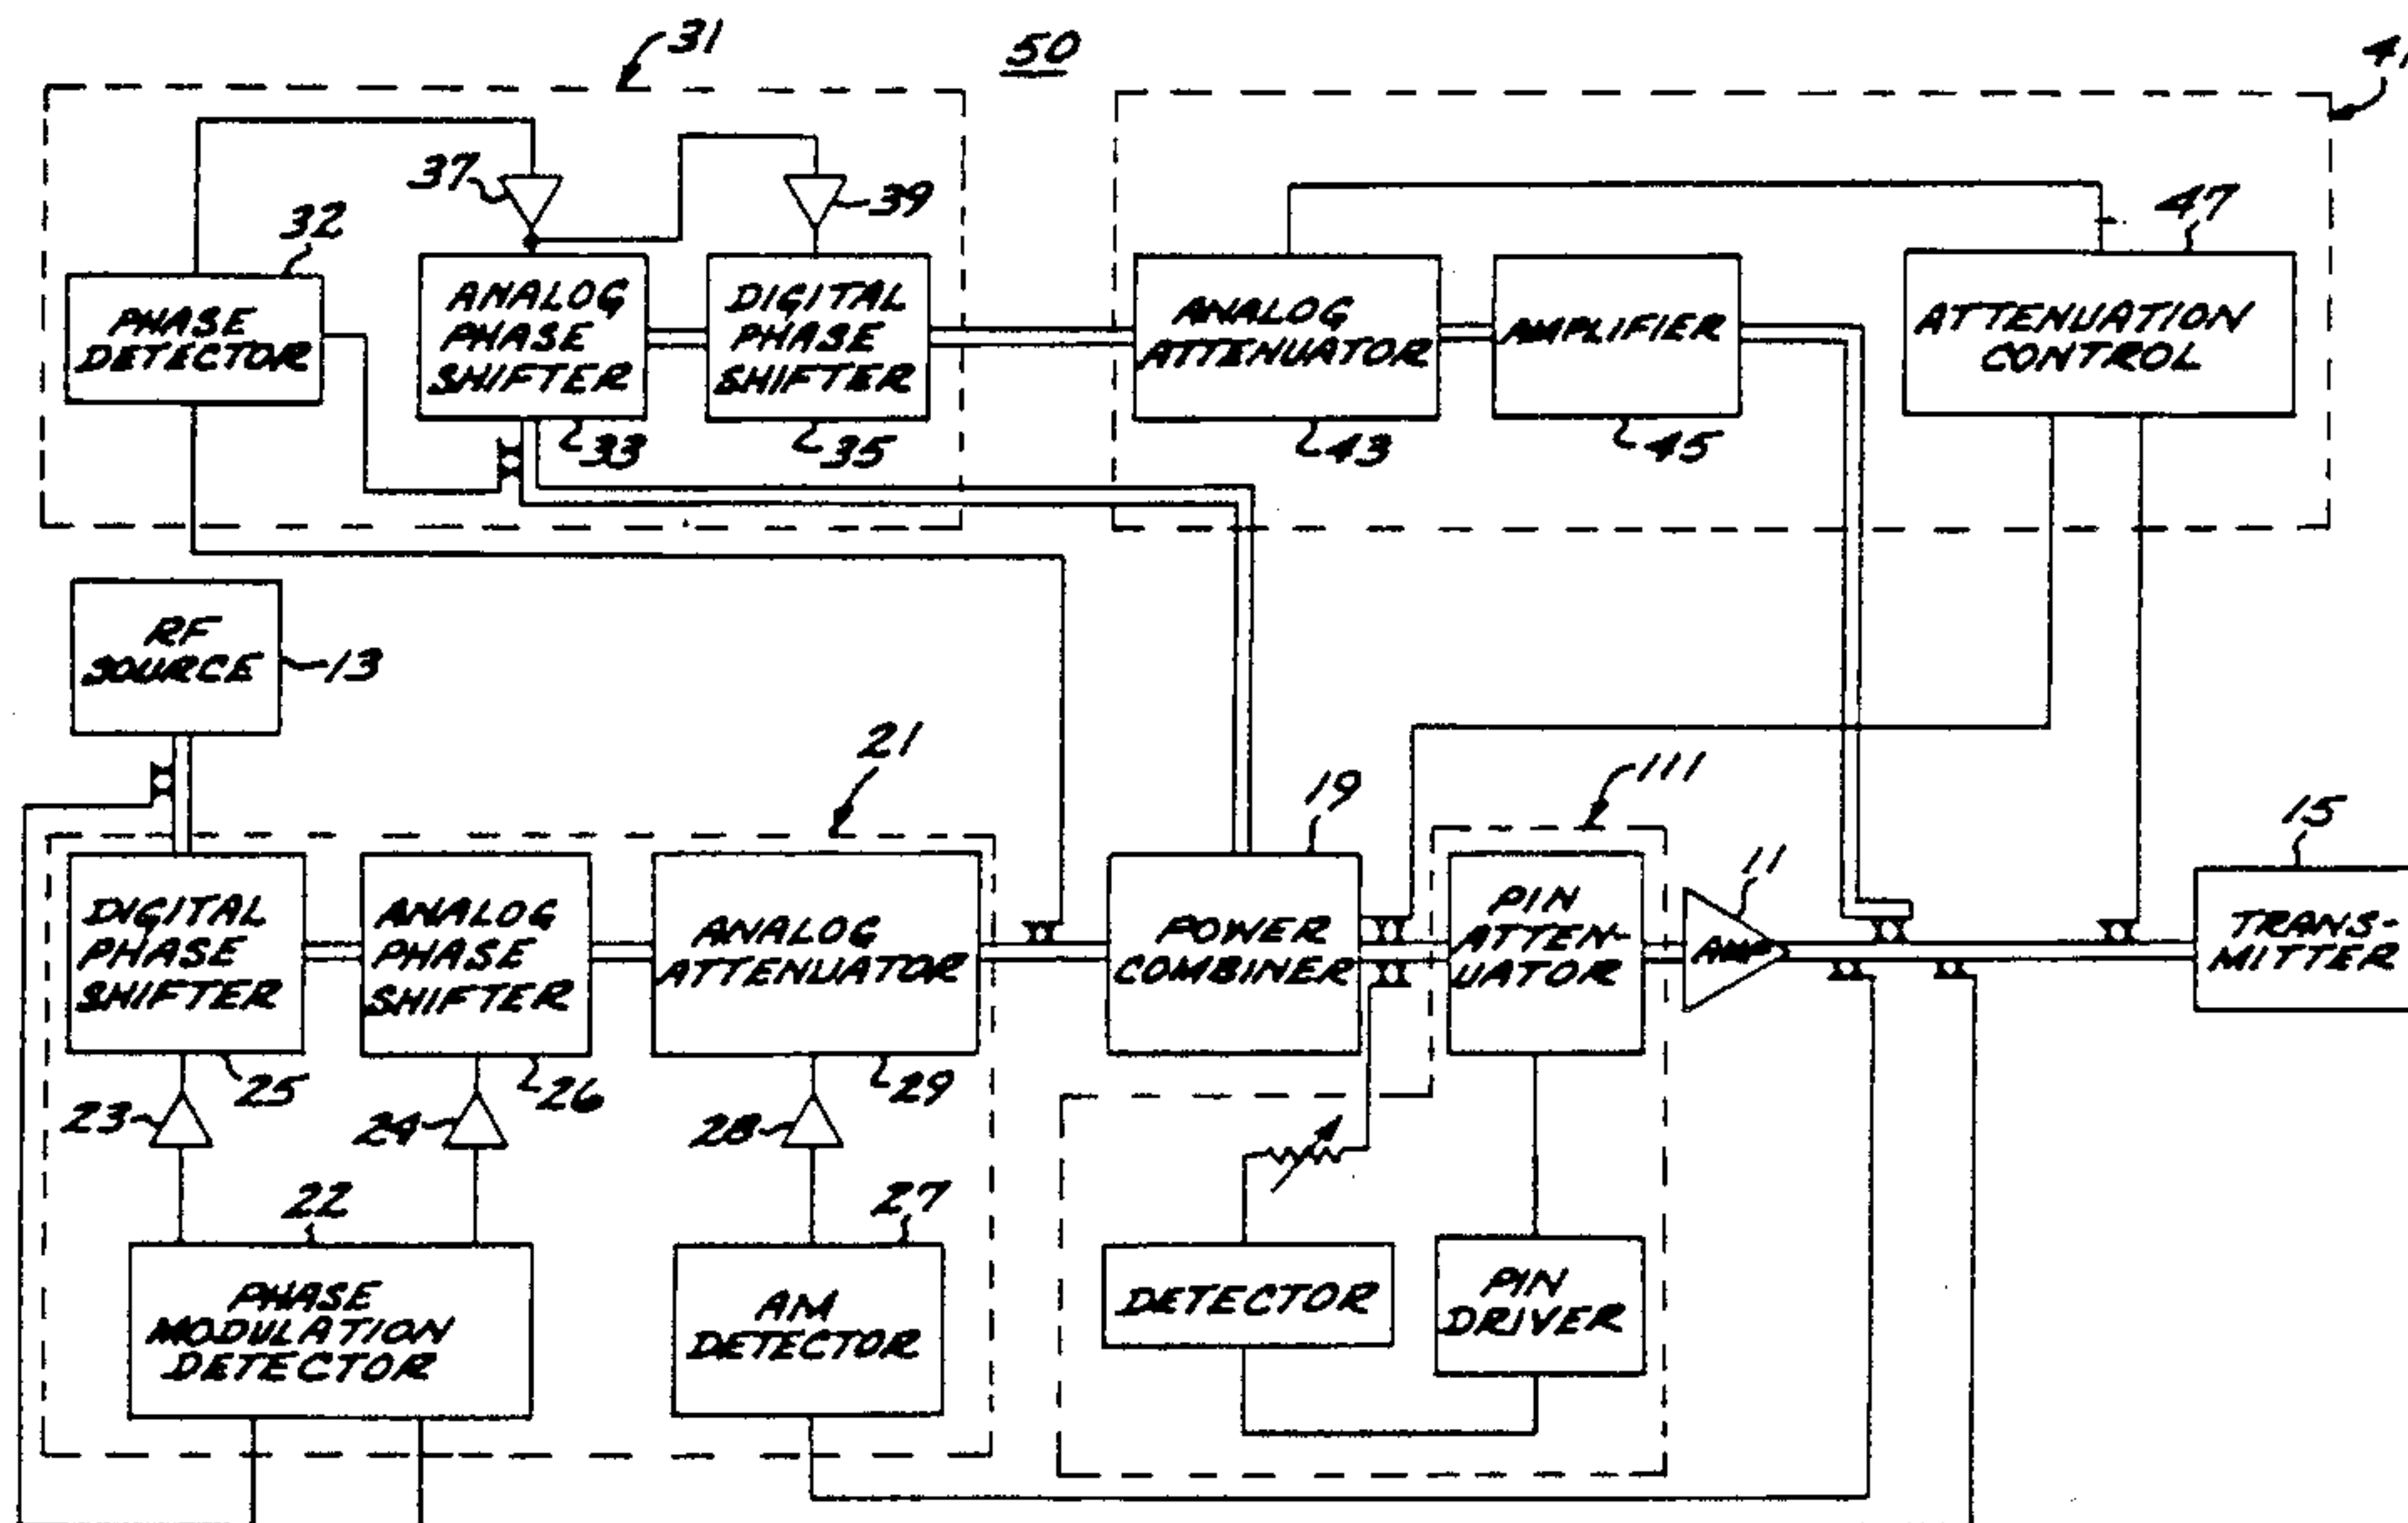 31
50
41
37
39
32
47
PHASE
DETECTOR
ANALOG
PHASE
SHIFTER
DIGITAL
PHASE
SHIFTER
ANALOG
ATTENUATOR
AMPLIFIER
ATTENUATION
CONTROL
33
35
43
45
RF
SOURCE
13
21
19
111
11
15
DIGITAL
PHASE
SHIFTER
ANALOG
PHASE
SHIFTER
ANALOG
ATTENUATOR
POWER
COMBINER
PIN
ATTEN-
UATOR
AMP
TRANS-
MITTER
23
25
24
26
28
29
22
27
PHASE
MODULATION
DETECTOR
AM
DETECTOR
DETECTOR
PIN
DRIVER